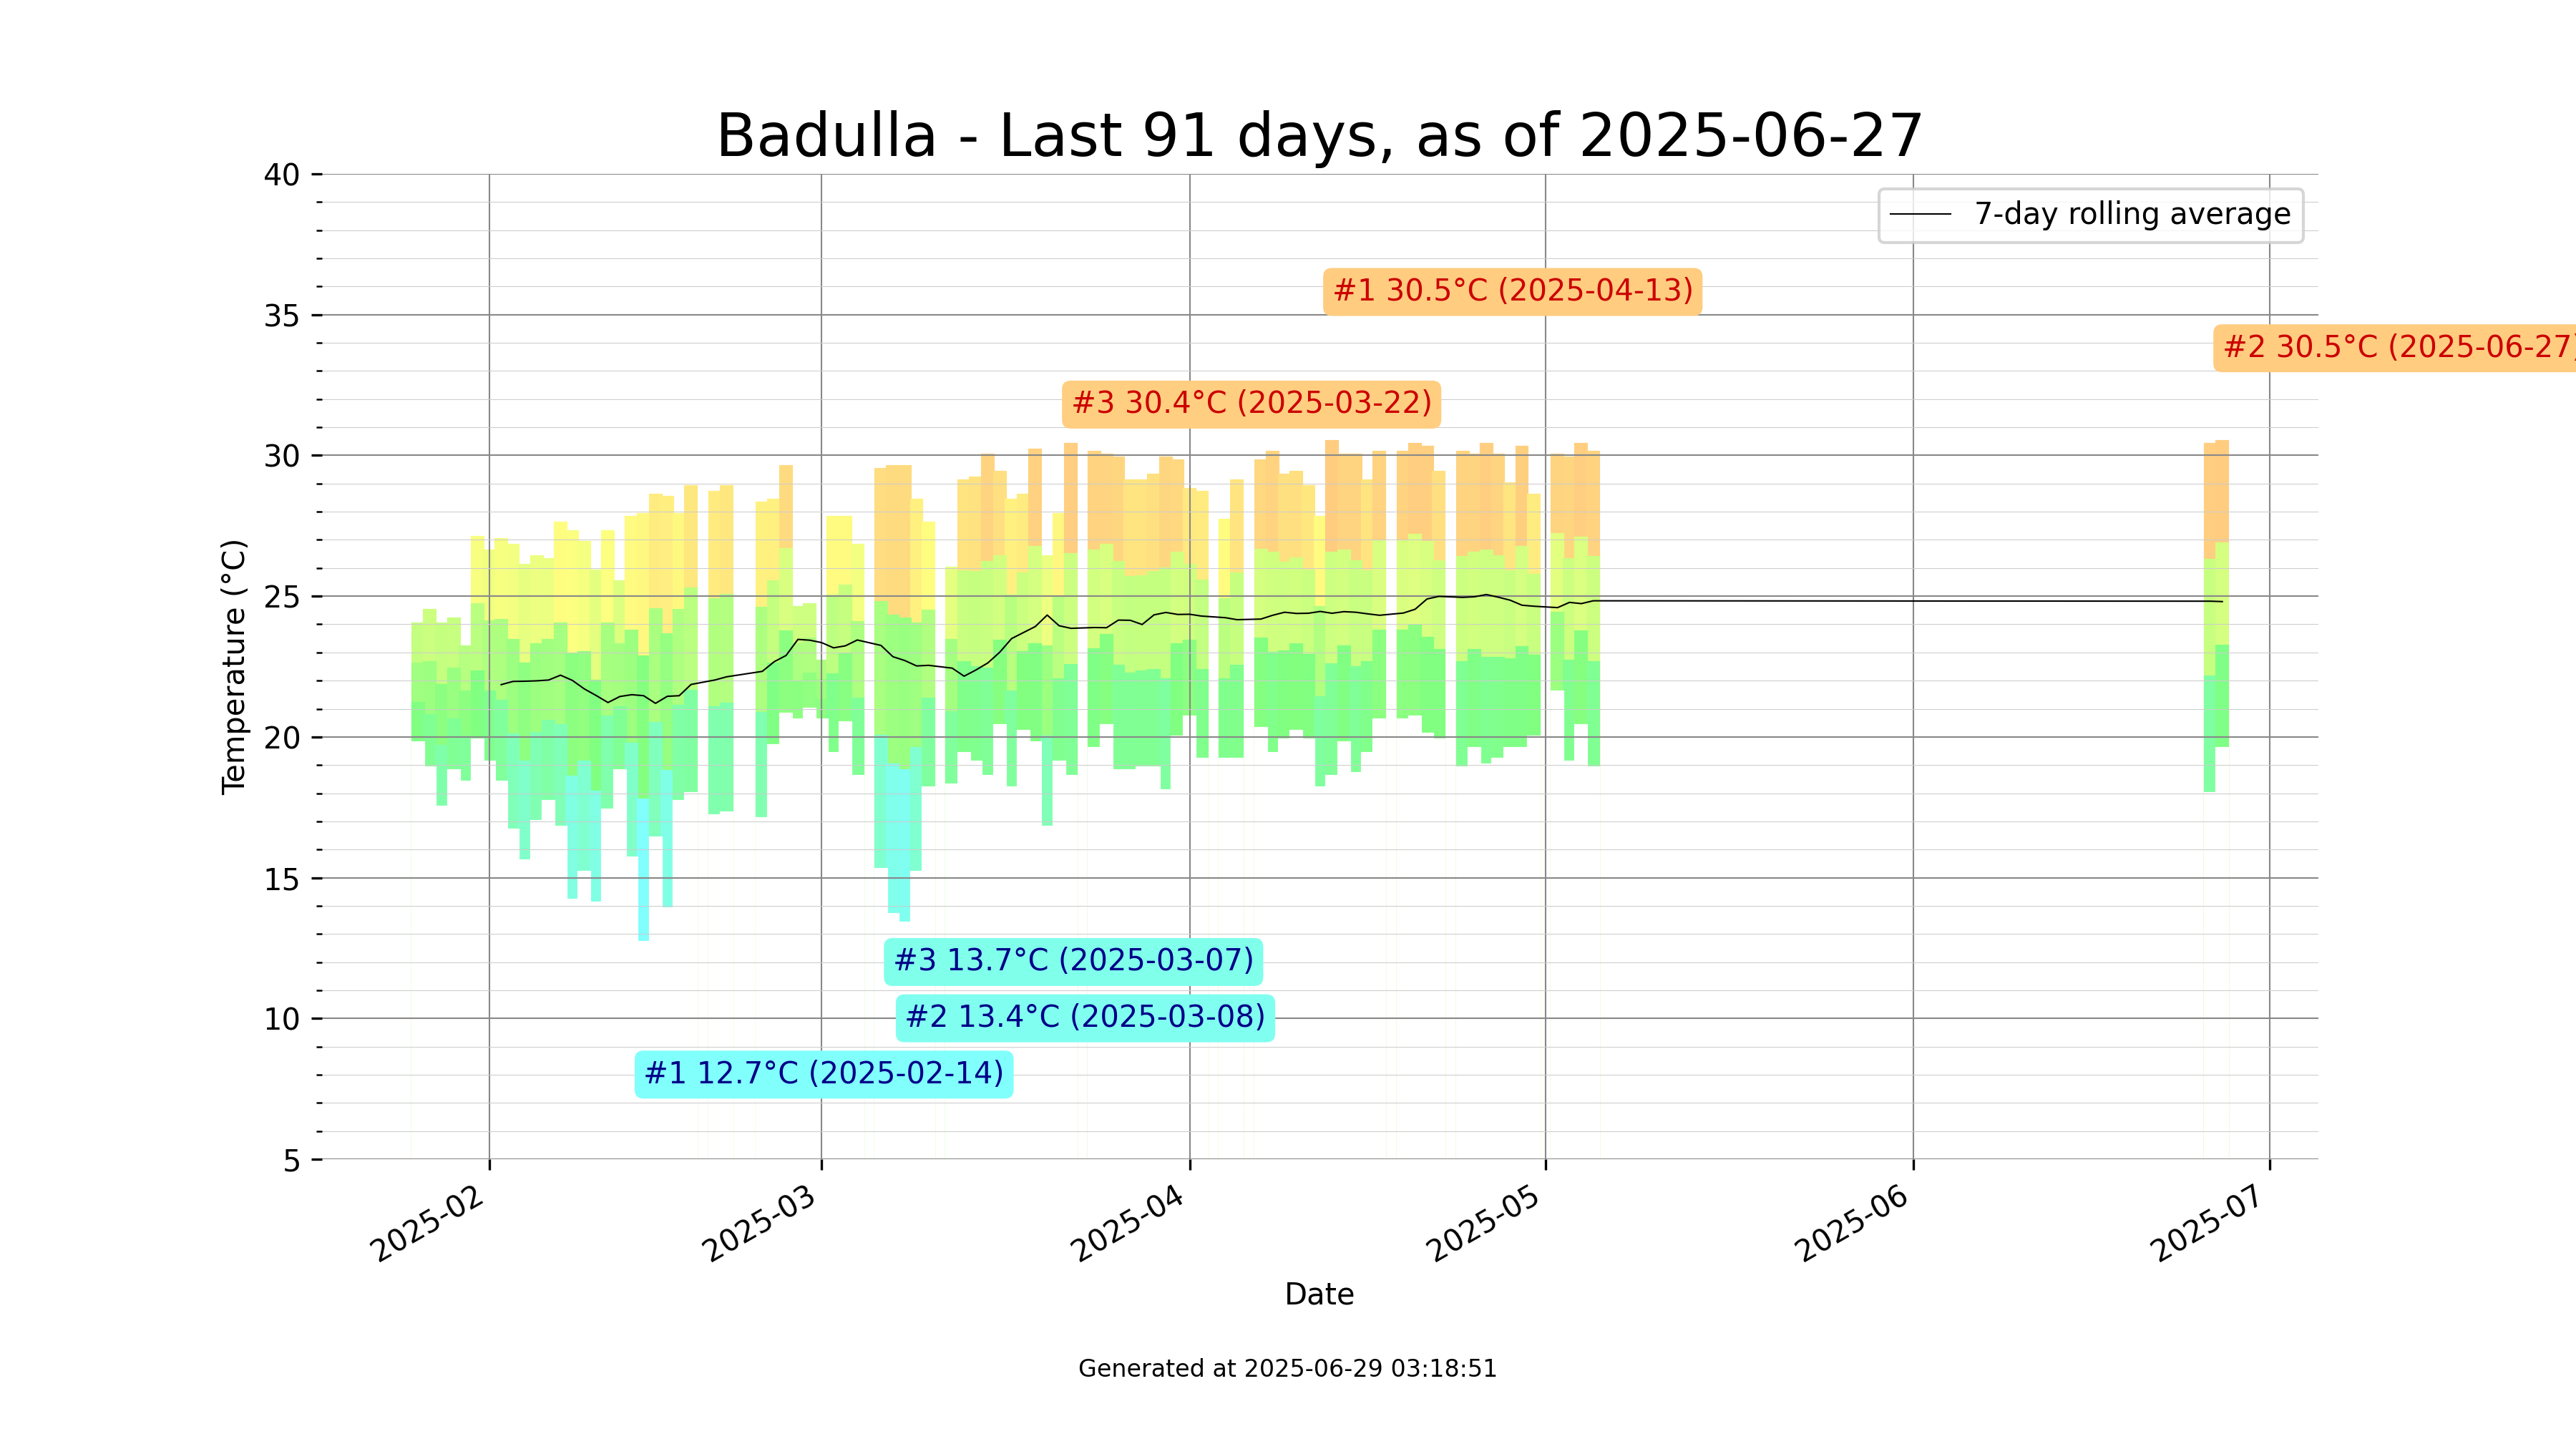 Badulla - Last 91 days, as of 2025-06-27
7-day rolling average
#1 30.5°C (2025-04-13)
#2 30.5°C (2025-06-27)
#3 30.4°C (2025-03-22)
#3 13.7°C (2025-03-07)
#2 13.4°C (2025-03-08)
#1 12.7°C (2025-02-14)
Temperature (°C)
40
35
30
25
20
15
10
5
2025-02
2025-03
2025-04
2025-05
2025-06
2025-07
Date
Generated at 2025-06-29 03:18:51